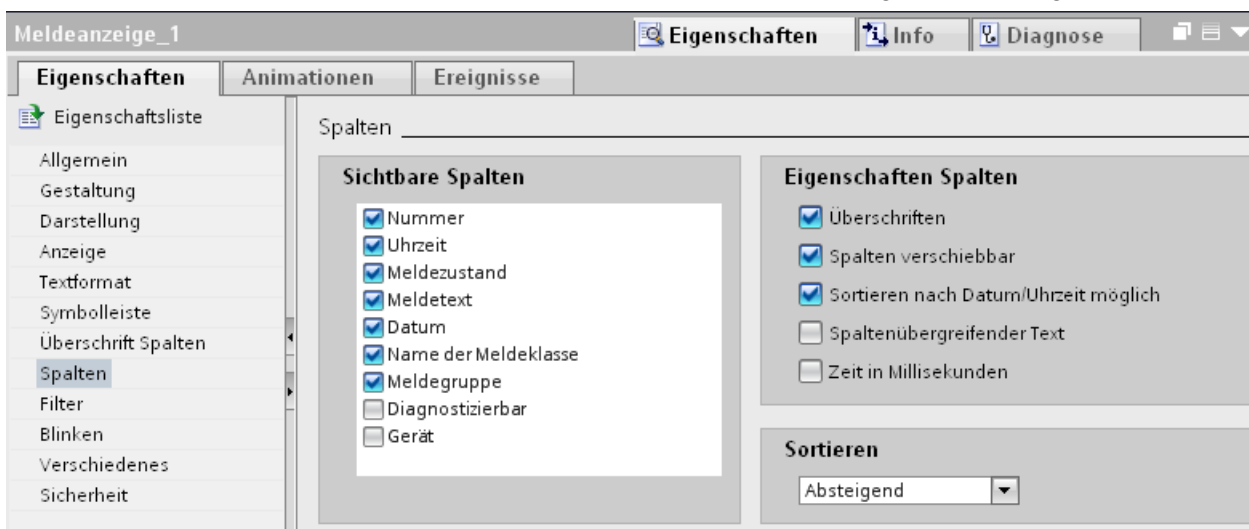 Meldeanzeige_1
Eigenschaften
Info
Diagnose
Eigenschaften
Animationen
Ereignisse
Eigenschaftsliste
Allgemein
Gestaltung
Darstellung
Anzeige
Textformat
Symbolleiste
Überschrift Spalten
Spalten
Filter
Blinken
Verschiedenes
Sicherheit
Spalten
Sichtbare Spalten
Nummer
Uhrzeit
Meldezustand
Meldetext
Datum
Name der Meldeklasse
Meldegruppe
Diagnostizierbar
Gerät
Eigenschaften Spalten
Überschriften
Spalten verschiebbar
Sortieren nach Datum/Uhrzeit möglich
Spaltenübergreifender Text
Zeit in Millisekunden
Sortieren
Absteigend